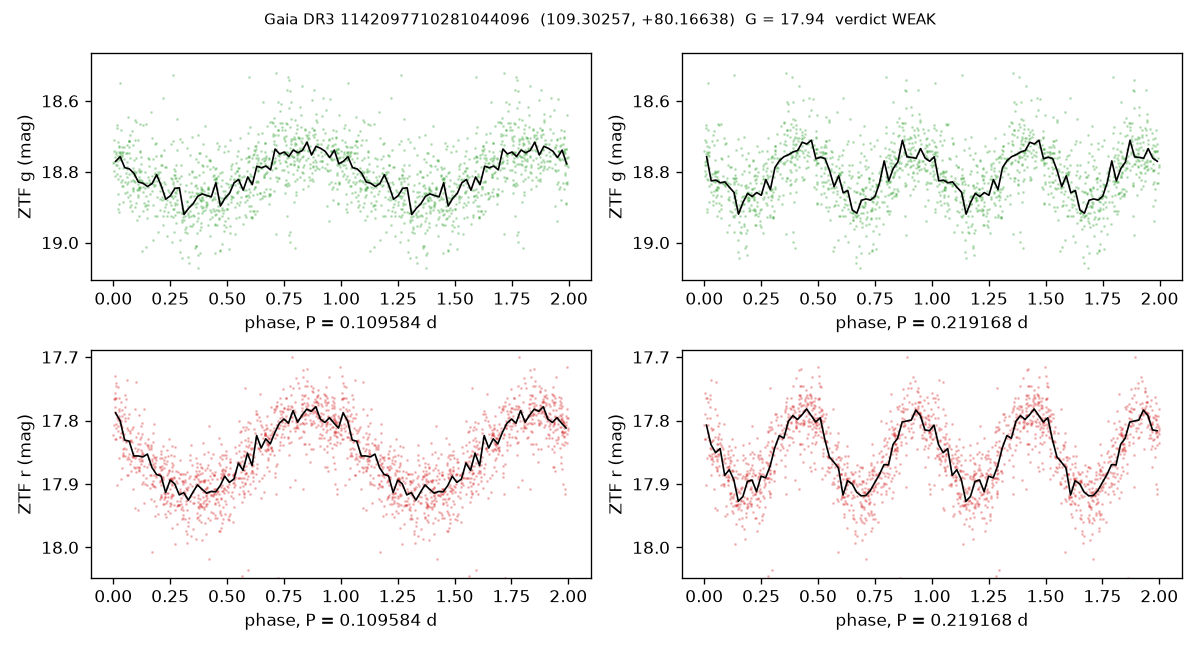 Gaia DR3 1142097710281044096  (109.30257, +80.16638)  G = 17.94  verdict WEAK
ZTF g (mag)
18.6
18.8
19.0
0.00 0.25 0.50 0.75 1.00 1.25 1.50 1.75 2.00
phase, P = 0.109584 d
ZTF g (mag)
18.6
18.8
19.0
0.00 0.25 0.50 0.75 1.00 1.25 1.50 1.75 2.00
phase, P = 0.219168 d
ZTF r (mag)
17.7
17.8
17.9
18.0
0.00 0.25 0.50 0.75 1.00 1.25 1.50 1.75 2.00
phase, P = 0.109584 d
ZTF r (mag)
17.7
17.8
17.9
18.0
0.00 0.25 0.50 0.75 1.00 1.25 1.50 1.75 2.00
phase, P = 0.219168 d